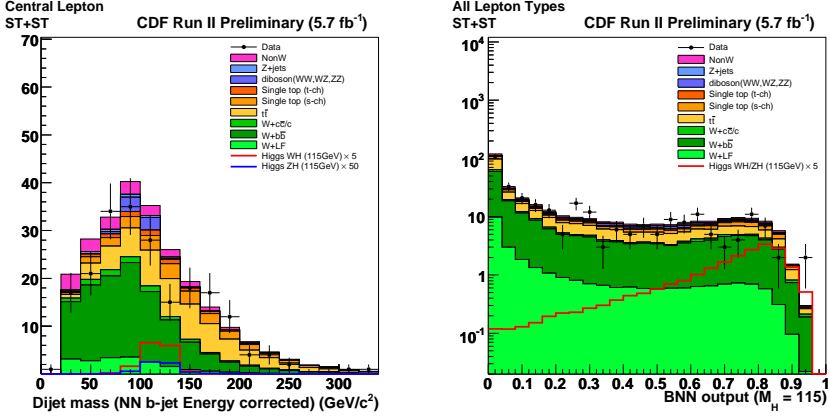 Central Lepton
ST+ST
CDF Run II Preliminary (5.7 fb⁻¹)
70
60
50
40
30
20
10
0 50 100 150 200 250 300
Dijet mass (NN b-jet Energy corrected) (GeV/c²)
Data
NonW
Z+jets
diboson(WW,WZ,ZZ)
Single top (t-ch)
Single top (s-ch)
tt̄
W+cc̄/c
W+bb̄
W+LF
Higgs WH (115GeV) × 5
Higgs ZH (115GeV) × 50
All Lepton Types
ST+ST
CDF Run II Preliminary (5.7 fb⁻¹)
10⁴
10³
10²
10
1
10⁻¹
0 0.1 0.2 0.3 0.4 0.5 0.6 0.7 0.8 0.9 1
BNN output (M_H = 115)
Data
NonW
Z+jets
diboson(WW,WZ,ZZ)
Single top (t-ch)
Single top (s-ch)
tt̄
W+cc̄/c
W+bb̄
W+LF
Higgs WH/ZH (115GeV) × 5